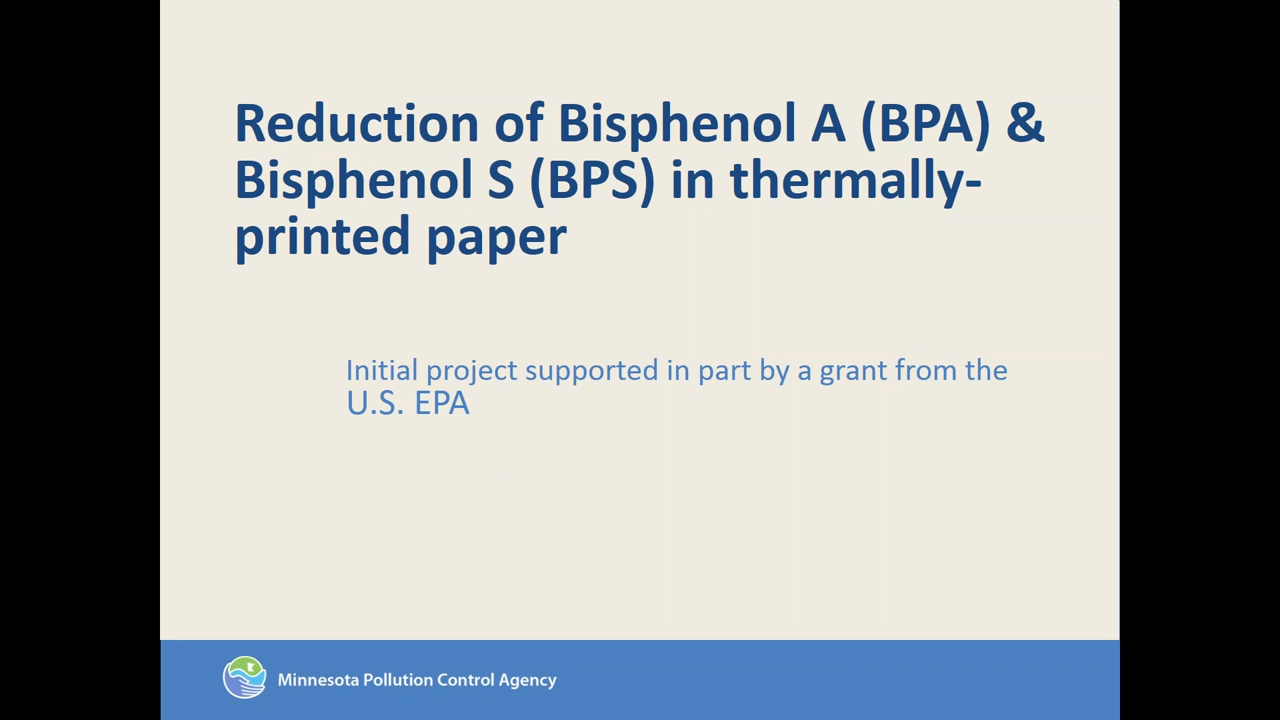 Reduction of Bisphenol A (BPA) &
Bisphenol S (BPS) in thermally-
printed paper
Initial project supported in part by a grant from the
U.S. EPA
Minnesota Pollution Control Agency